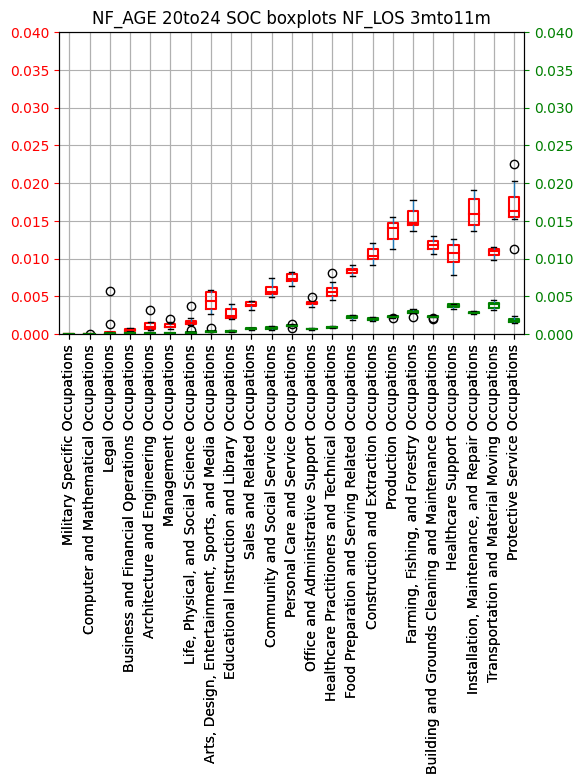 NF_AGE 20to24 SOC boxplots NF_LOS 3mto11m
0.040 0.040
0.035 0.035
0.030 0.030
0.025 0.025
0.020 0.020
0.015 0.015
0.010 0.010
0.005 0.005
0.000 0.000
Military Specific Occupations
Computer and Mathematical Occupations
Legal Occupations
Business and Financial Operations Occupations
Architecture and Engineering Occupations
Management Occupations
Life, Physical, and Social Science Occupations
Arts, Design, Entertainment, Sports, and Media Occupations
Educational Instruction and Library Occupations
Sales and Related Occupations
Community and Social Service Occupations
Personal Care and Service Occupations
Office and Administrative Support Occupations
Healthcare Practitioners and Technical Occupations
Food Preparation and Serving Related Occupations
Construction and Extraction Occupations
Production Occupations
Farming, Fishing, and Forestry Occupations
Building and Grounds Cleaning and Maintenance Occupations
Healthcare Support Occupations
Installation, Maintenance, and Repair Occupations
Transportation and Material Moving Occupations
Protective Service Occupations